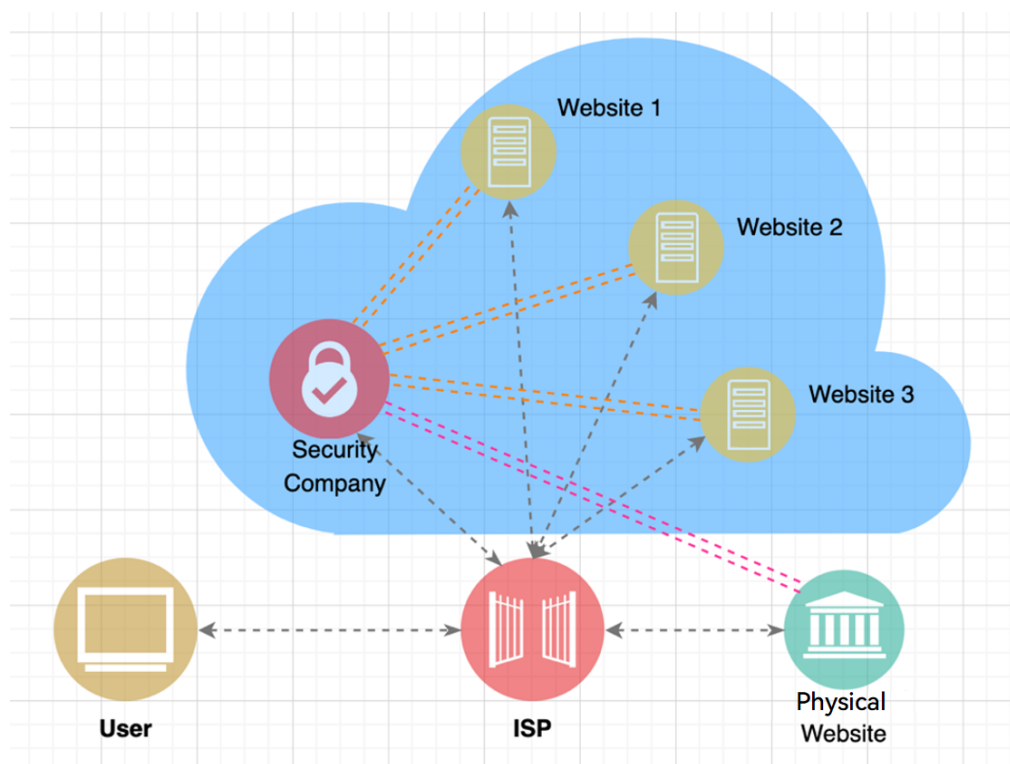 Website 1
Website 2
Website 3
Security
Company
User
ISP
Physical
Website